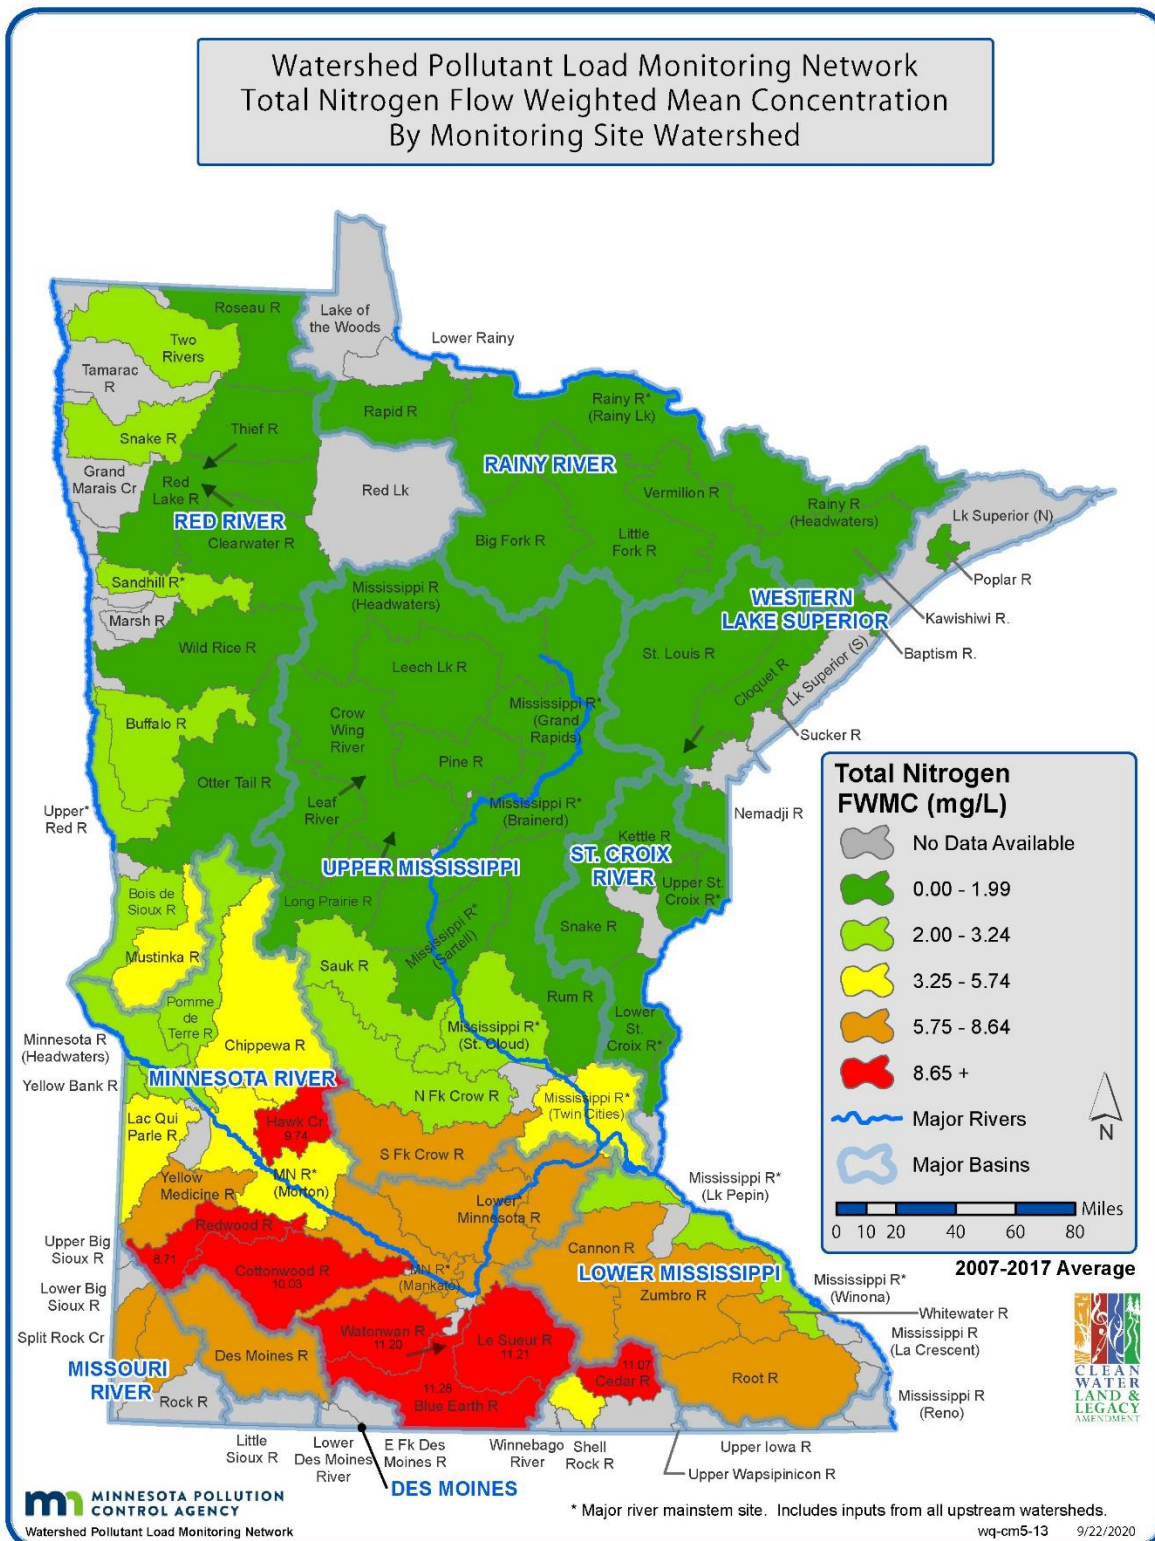 Watershed Pollutant Load Monitoring Network
Total Nitrogen Flow Weighted Mean Concentration
By Monitoring Site Watershed
Roseau R
Lake of
the Woods
Two
Rivers
Lower Rainy
Tamarac
R
Rapid R
Rainy R*
(Rainy Lk)
Snake R
Thief R
RAINY RIVER
Grand
Marais Cr
Red
Lake R
Red Lk
Vermilion R
Rainy R
(Headwaters)
Lk Superior (N)
RED RIVER
Clearwater R
Big Fork R
Little
Fork R
Poplar R
Sandhill R*
Mississippi R
(Headwaters)
WESTERN
LAKE SUPERIOR
Kawishiwi R.
Marsh R
Wild Rice R
Leech Lk R
St. Louis R
Cloquet R
Lk Superior (S)
Baptism R.
Buffalo R
Crow
Wing
River
Mississippi R*
(Grand
Rapids)
Sucker R
Otter Tail R
Pine R
Upper*
Red R
Leaf
River
Mississippi R*
(Brainerd)
Nemadji R
Kettle R
UPPER MISSISSIPPI
ST. CROIX
RIVER
Bois de
Sioux R
Long Prairie R
Upper St.
Croix R*
Mississippi R*
(Sartell)
Snake R
Mustinka R
Sauk R
Rum R
Pomme
de
Terre R
Lower
St.
Croix R*
Minnesota R
(Headwaters)
Chippewa R
Mississippi R*
(St. Cloud)
Yellow Bank R
MINNESOTA RIVER
N Fk Crow R
Mississippi R*
(Twin Cities)
Lac Qui
Parle R
Hawk Cr
9.74
S Fk Crow R
Yellow
Medicine R
MN R*
(Morton)
Mississippi R*
(Lk Pepin)
Lower*
Minnesota R
Redwood R
8.71
Upper Big
Sioux R
Cottonwood R
10.03
MN R*
(Mankato)
Cannon R
LOWER MISSISSIPPI
Zumbro R
Mississippi R*
(Winona)
Lower Big
Sioux R
Whitewater R
Split Rock Cr
Watonwan R
11.20
Le Sueur R
11.21
Mississippi R
(La Crescent)
MISSOURI
RIVER
Des Moines R
11.07
Cedar R
Root R
Rock R
11.28
Blue Earth R
Mississippi R
(Reno)
Little
Sioux R
Lower
Des Moines
River
E Fk Des
Moines R
Winnebago
River
Shell
Rock R
Upper Iowa R
Upper Wapsipinicon R
DES MOINES
Total Nitrogen
FWMC (mg/L)
No Data Available
0.00 - 1.99
2.00 - 3.24
3.25 - 5.74
5.75 - 8.64
8.65 +
Major Rivers
N
Major Basins
Miles
0 10 20 40 60 80
2007-2017 Average
CLEAN
WATER
LAND &
LEGACY
AMENDMENT
MINNESOTA POLLUTION
CONTROL AGENCY
Watershed Pollutant Load Monitoring Network
* Major river mainstem site. Includes inputs from all upstream watersheds.
wq-cm5-13 9/22/2020